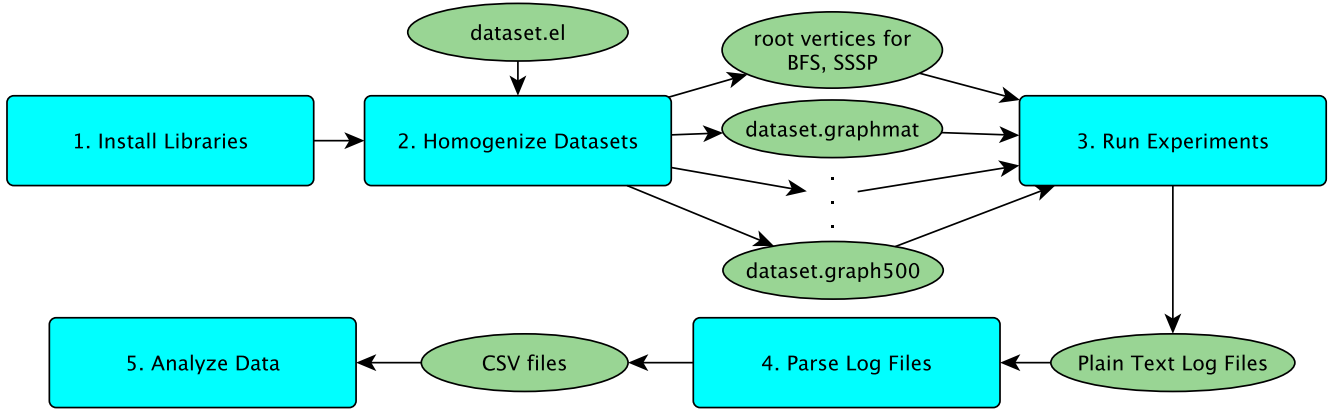 dataset.el
root vertices for
BFS, SSSP
1. Install Libraries
2. Homogenize Datasets
dataset.graphmat
3. Run Experiments
.
.
.
dataset.graph500
5. Analyze Data
CSV files
4. Parse Log Files
Plain Text Log Files